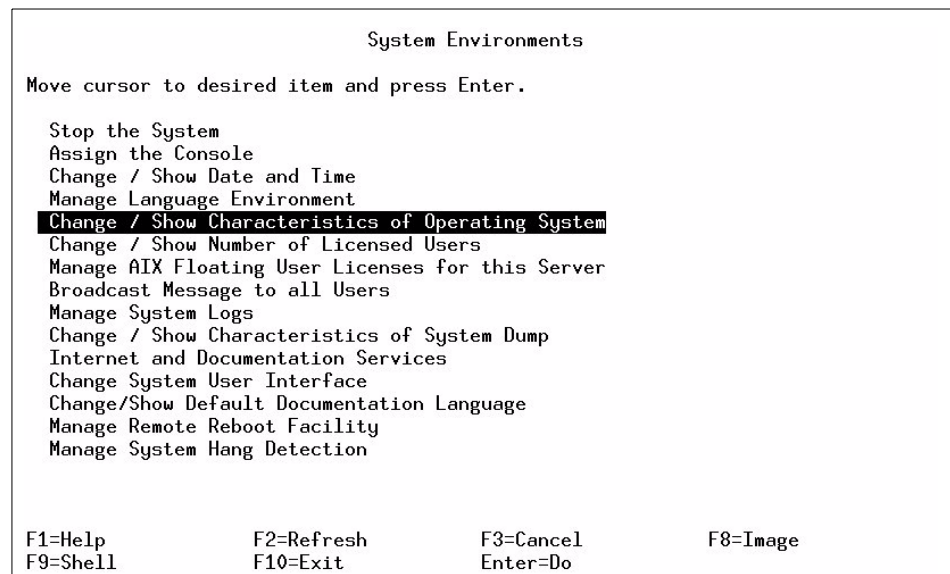 System Environments
Move cursor to desired item and press Enter.
Stop the System
Assign the Console
Change / Show Date and Time
Manage Language Environment
Change / Show Characteristics of Operating System
Change / Show Number of Licensed Users
Manage AIX Floating User Licenses for this Server
Broadcast Message to all Users
Manage System Logs
Change / Show Characteristics of System Dump
Internet and Documentation Services
Change System User Interface
Change/Show Default Documentation Language
Manage Remote Reboot Facility
Manage System Hang Detection
F1=Help F2=Refresh F3=Cancel F8=Image
F9=Shell F10=Exit Enter=Do